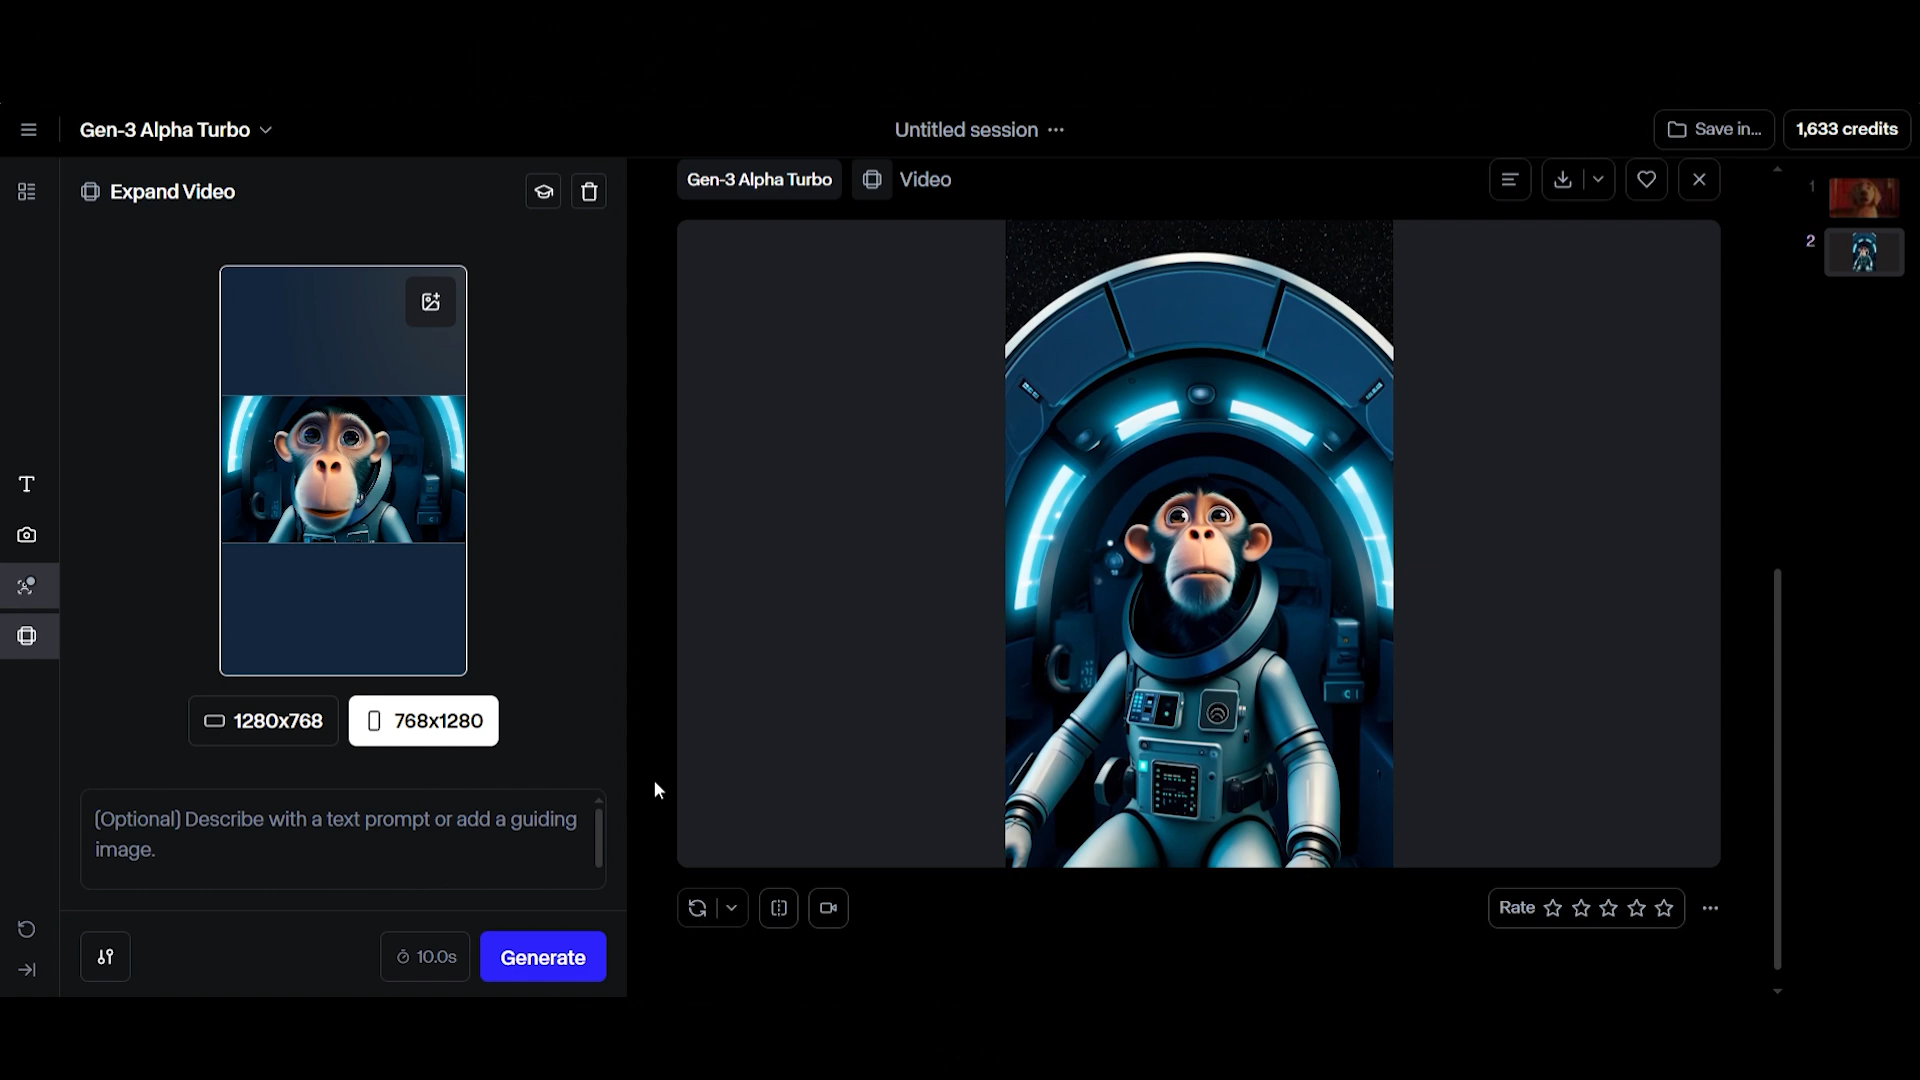 Gen-3 Alpha Turbo
Untitled session
Save in...
1,633 credits
Expand Video
Gen-3 Alpha Turbo
Video
1
2
1280x768
768x1280
(Optional) Describe with a text prompt or add a guiding
image.
10.0s
Generate
Rate